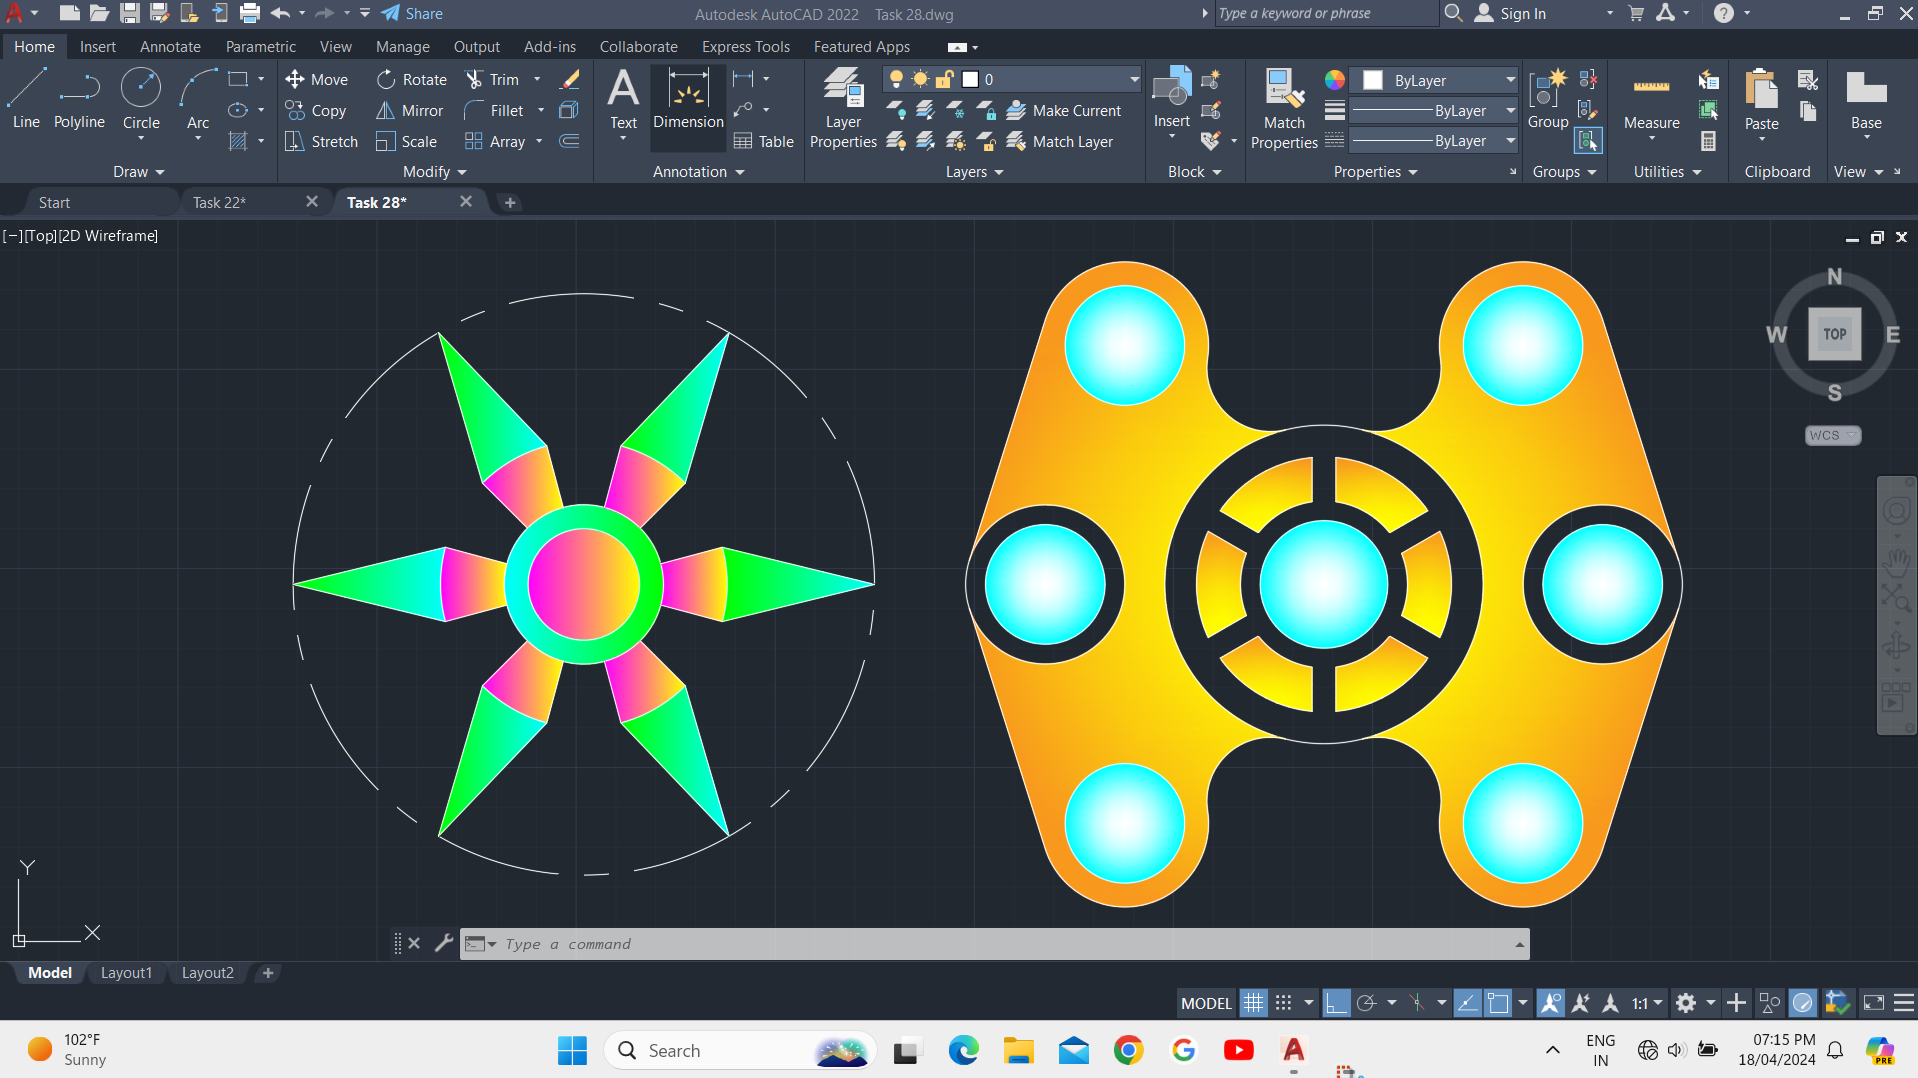 Share
Autodesk AutoCAD 2022 Task 28.dwg
Type a keyword or phrase
Sign In
Home Insert Annotate Parametric View Manage Output Add-ins Collaborate Express Tools Featured Apps
Line Polyline Circle Arc
Draw
Move Rotate Trim
Copy Mirror Fillet
Stretch Scale Array
Modify
Text Dimension Table
Annotation
Layer Properties
0
Make Current
Match Layer
Layers
Insert
Block
Match Properties
ByLayer
ByLayer
ByLayer
Properties
Group
Groups
Measure
Utilities
Paste
Clipboard
Base
View
Start Task 22* Task 28*
[−][Top][2D Wireframe]
N
W TOP E
S
WCS
Y
X
Type a command
Model Layout1 Layout2
MODEL 1:1
102°F
Sunny
Search
ENG
IN
07:15 PM
18/04/2024
PRE